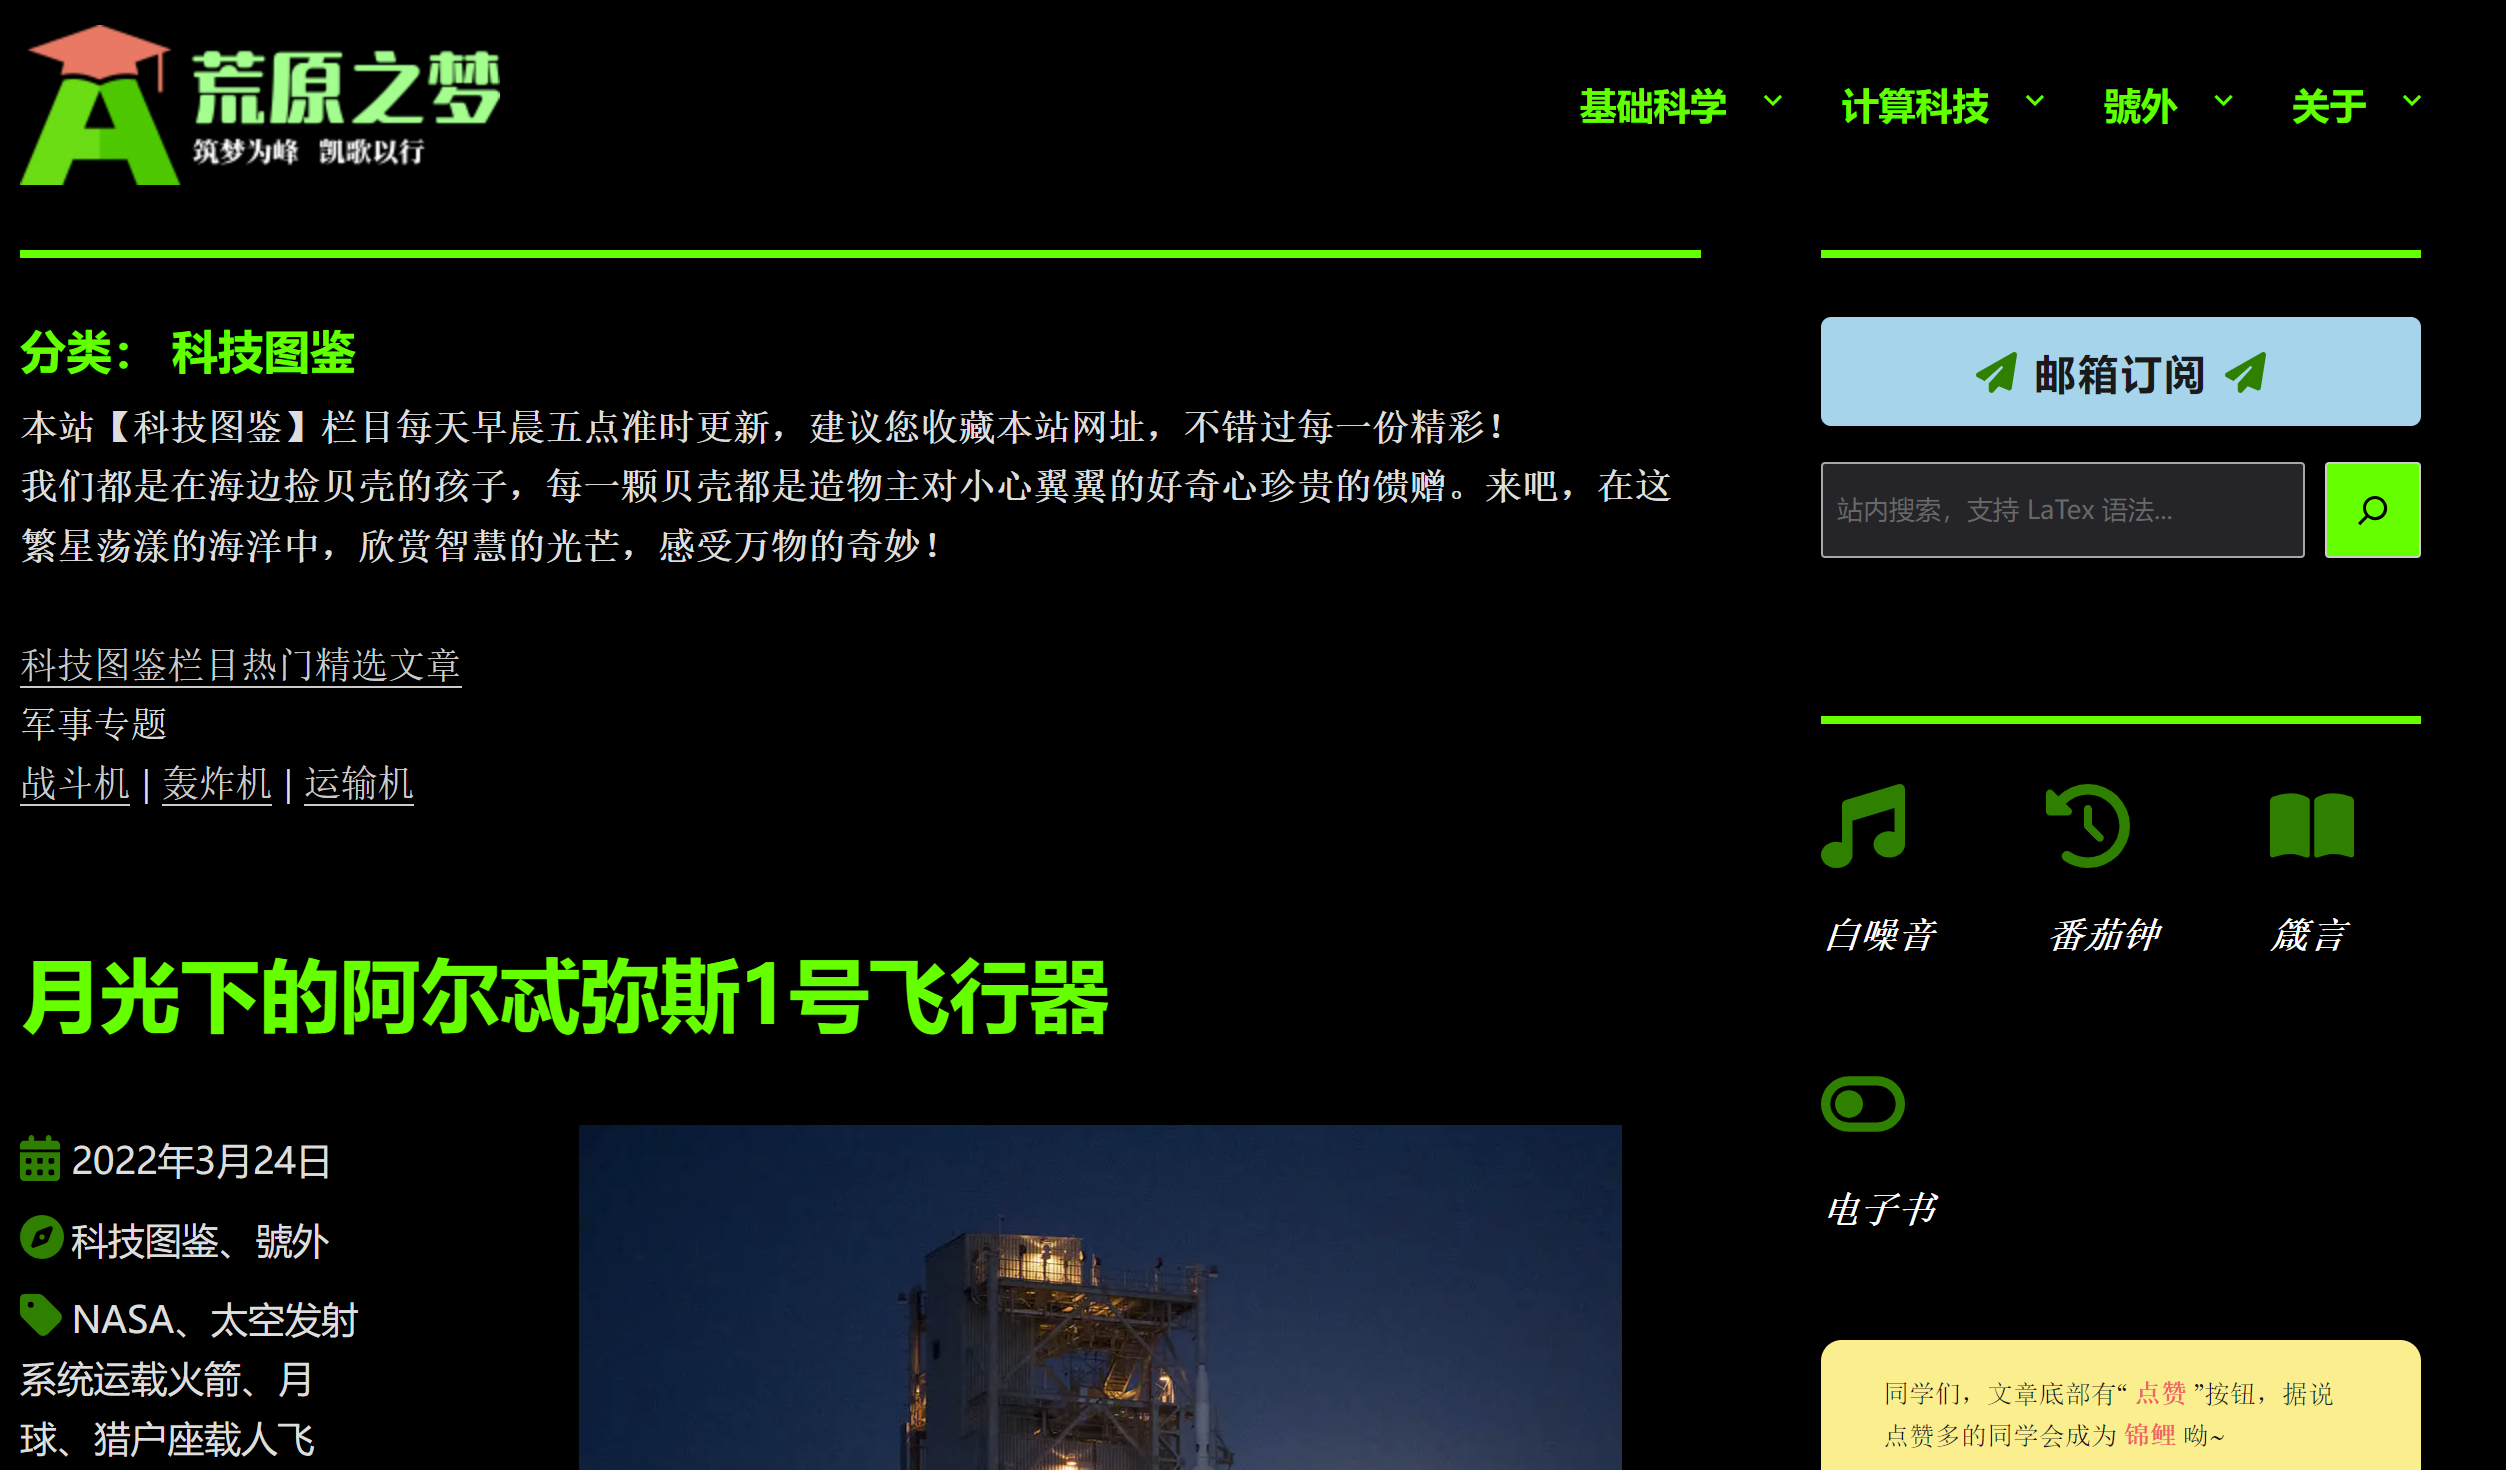 荒原之梦
筑梦为峰 凯歌以行
基础科学 计算科技 號外 关于
分类： 科技图鉴
本站【科技图鉴】栏目每天早晨五点准时更新，建议您收藏本站网址，不错过每一份精彩！
我们都是在海边捡贝壳的孩子，每一颗贝壳都是造物主对小心翼翼的好奇心珍贵的馈赠。来吧，在这
繁星荡漾的海洋中，欣赏智慧的光芒，感受万物的奇妙！
科技图鉴栏目热门精选文章
军事专题
战斗机 | 轰炸机 | 运输机
月光下的阿尔忒弥斯1号飞行器
2022年3月24日
科技图鉴、號外
NASA、太空发射
系统运载火箭、月
球、猎户座载人飞
邮箱订阅
站内搜索，支持 LaTex 语法...
白噪音 番茄钟 箴言
电子书
同学们，文章底部有“ 点赞 ”按钮，据说
点赞多的同学会成为 锦鲤 呦~